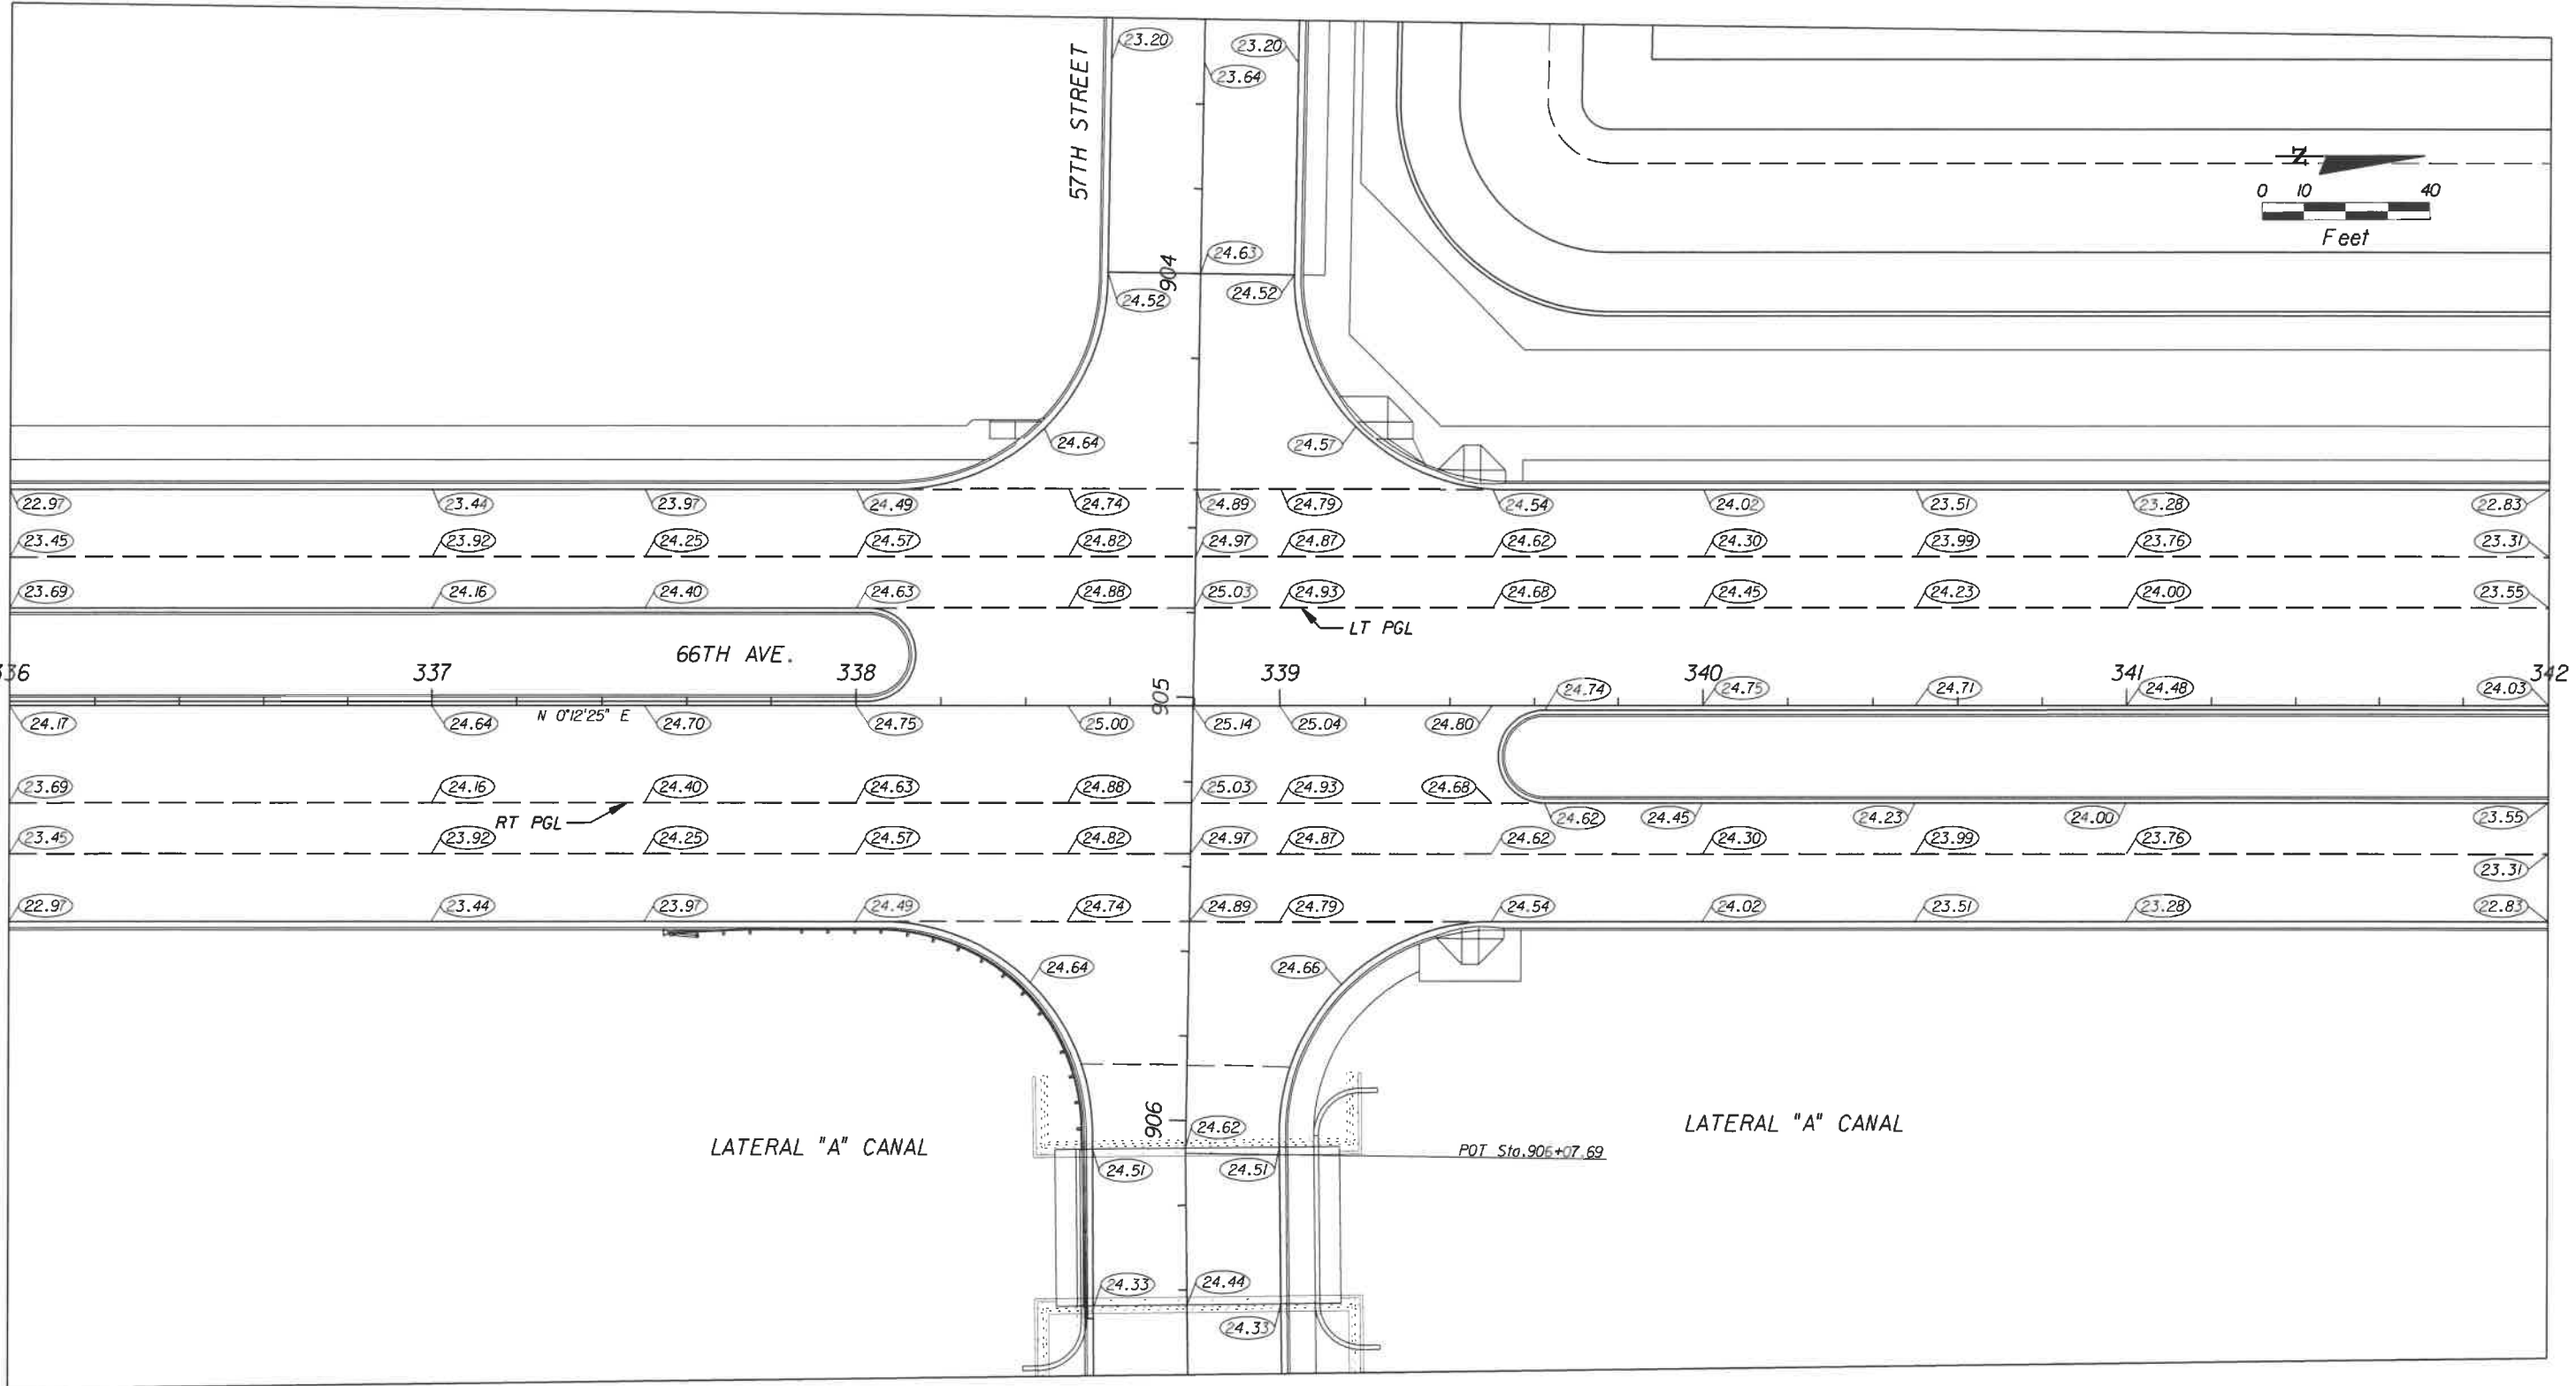 23.20 23.20
23.64
57TH STREET
N
0 10 40
Feet
24.63
904
24.52 24.52
24.64 24.57
22.97 23.44 23.97 24.49 24.74 24.89 24.79 24.54 24.02 23.51 23.28 22.83
23.45 23.92 24.25 24.57 24.82 24.97 24.87 24.62 24.30 23.99 23.76 23.31
23.69 24.16 24.40 24.63 24.88 25.03 24.93 24.68 24.45 24.23 24.00 23.55
LT PGL
66TH AVE.
336 337 338 339 340 341 342
905
24.74 24.75 24.71 24.48 24.03
N 0°12'25" E
24.17 24.64 24.70 24.75 25.00 25.14 25.04 24.80
23.69 24.16 24.40 24.63 24.88 25.03 24.93 24.68
RT PGL
24.62 24.45 24.23 24.00 23.55
23.45 23.92 24.25 24.57 24.82 24.97 24.87 24.62 24.30 23.99 23.76
23.31
22.97 23.44 23.97 24.49 24.74 24.89 24.79 24.54 24.02 23.51 23.28 22.83
24.64 24.66
906
24.62
LATERAL "A" CANAL
LATERAL "A" CANAL
POT Sta.906+07.69
24.51 24.51
24.33 24.44
24.33